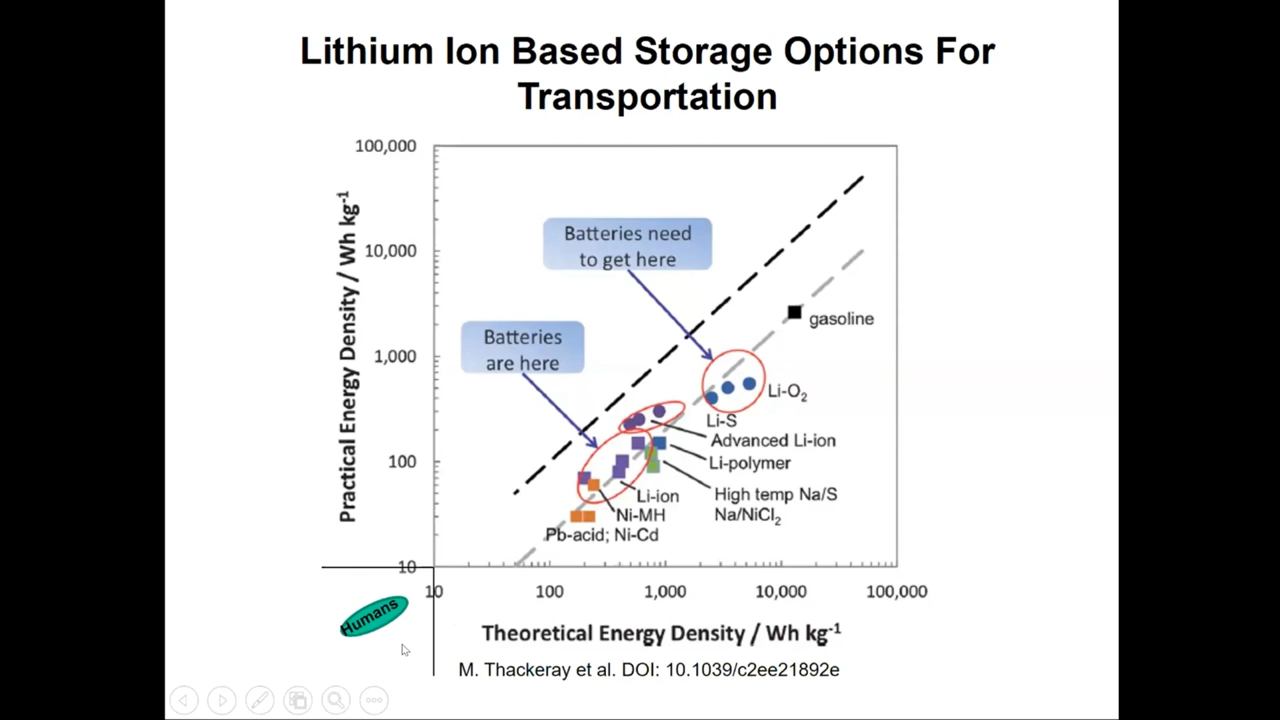 Lithium Ion Based Storage Options For
Transportation
100,000
10,000
1,000
100
10
Practical Energy Density / Wh kg-1
Batteries need
to get here
Batteries
are here
gasoline
Li-O2
Li-S
Advanced Li-ion
Li-polymer
High temp Na/S
Na/NiCl2
Li-ion
Ni-MH
Pb-acid; Ni-Cd
10
100
1,000
10,000
100,000
Humans
Theoretical Energy Density / Wh kg-1
M. Thackeray et al. DOI: 10.1039/c2ee21892e